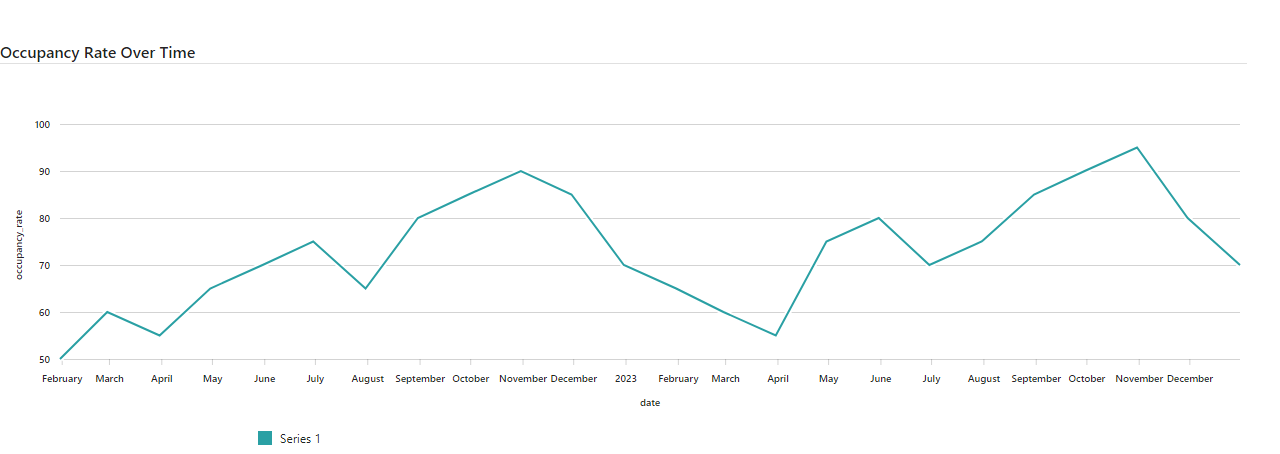 Occupancy Rate Over Time
100
90
80
70
60
50
occupancy_rate
February March April May June July August September October November December 2023 February March April May June July August September October November December
date
Series 1